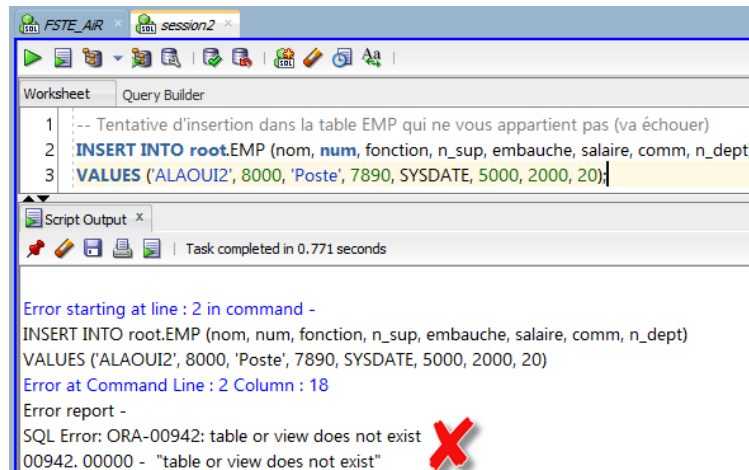 FSTE_AiR × session2 ×
Worksheet Query Builder
1 -- Tentative d'insertion dans la table EMP qui ne vous appartient pas (va échouer)
2 INSERT INTO root.EMP (nom, num, fonction, n_sup, embauche, salaire, comm, n_dept)
3 VALUES ('ALAOUI2', 8000, 'Poste', 7890, SYSDATE, 5000, 2000, 20);
Script Output ×
Task completed in 0.771 seconds
Error starting at line : 2 in command -
INSERT INTO root.EMP (nom, num, fonction, n_sup, embauche, salaire, comm, n_dept)
VALUES ('ALAOUI2', 8000, 'Poste', 7890, SYSDATE, 5000, 2000, 20)
Error at Command Line : 2 Column : 18
Error report -
SQL Error: ORA-00942: table or view does not exist
00942. 00000 - "table or view does not exist"